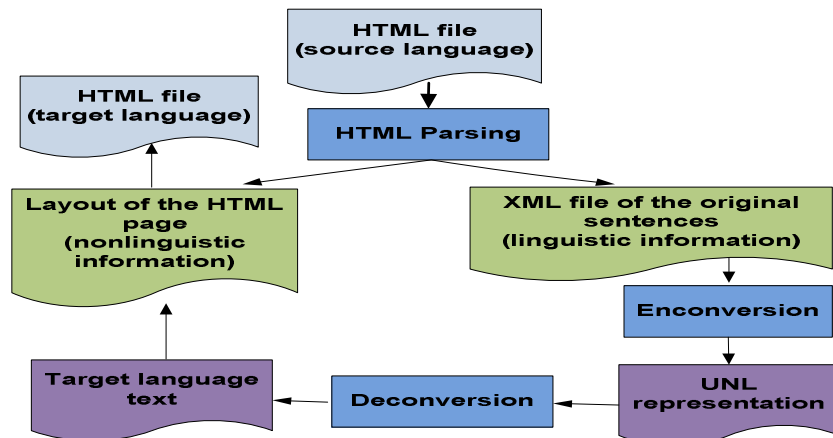 HTML file
(source language)
HTML file
(target language)
HTML Parsing
Layout of the HTML
page
(nonlinguistic
information)
XML file of the original
sentences
(linguistic information)
Enconversion
Target language
text
Deconversion
UNL
representation